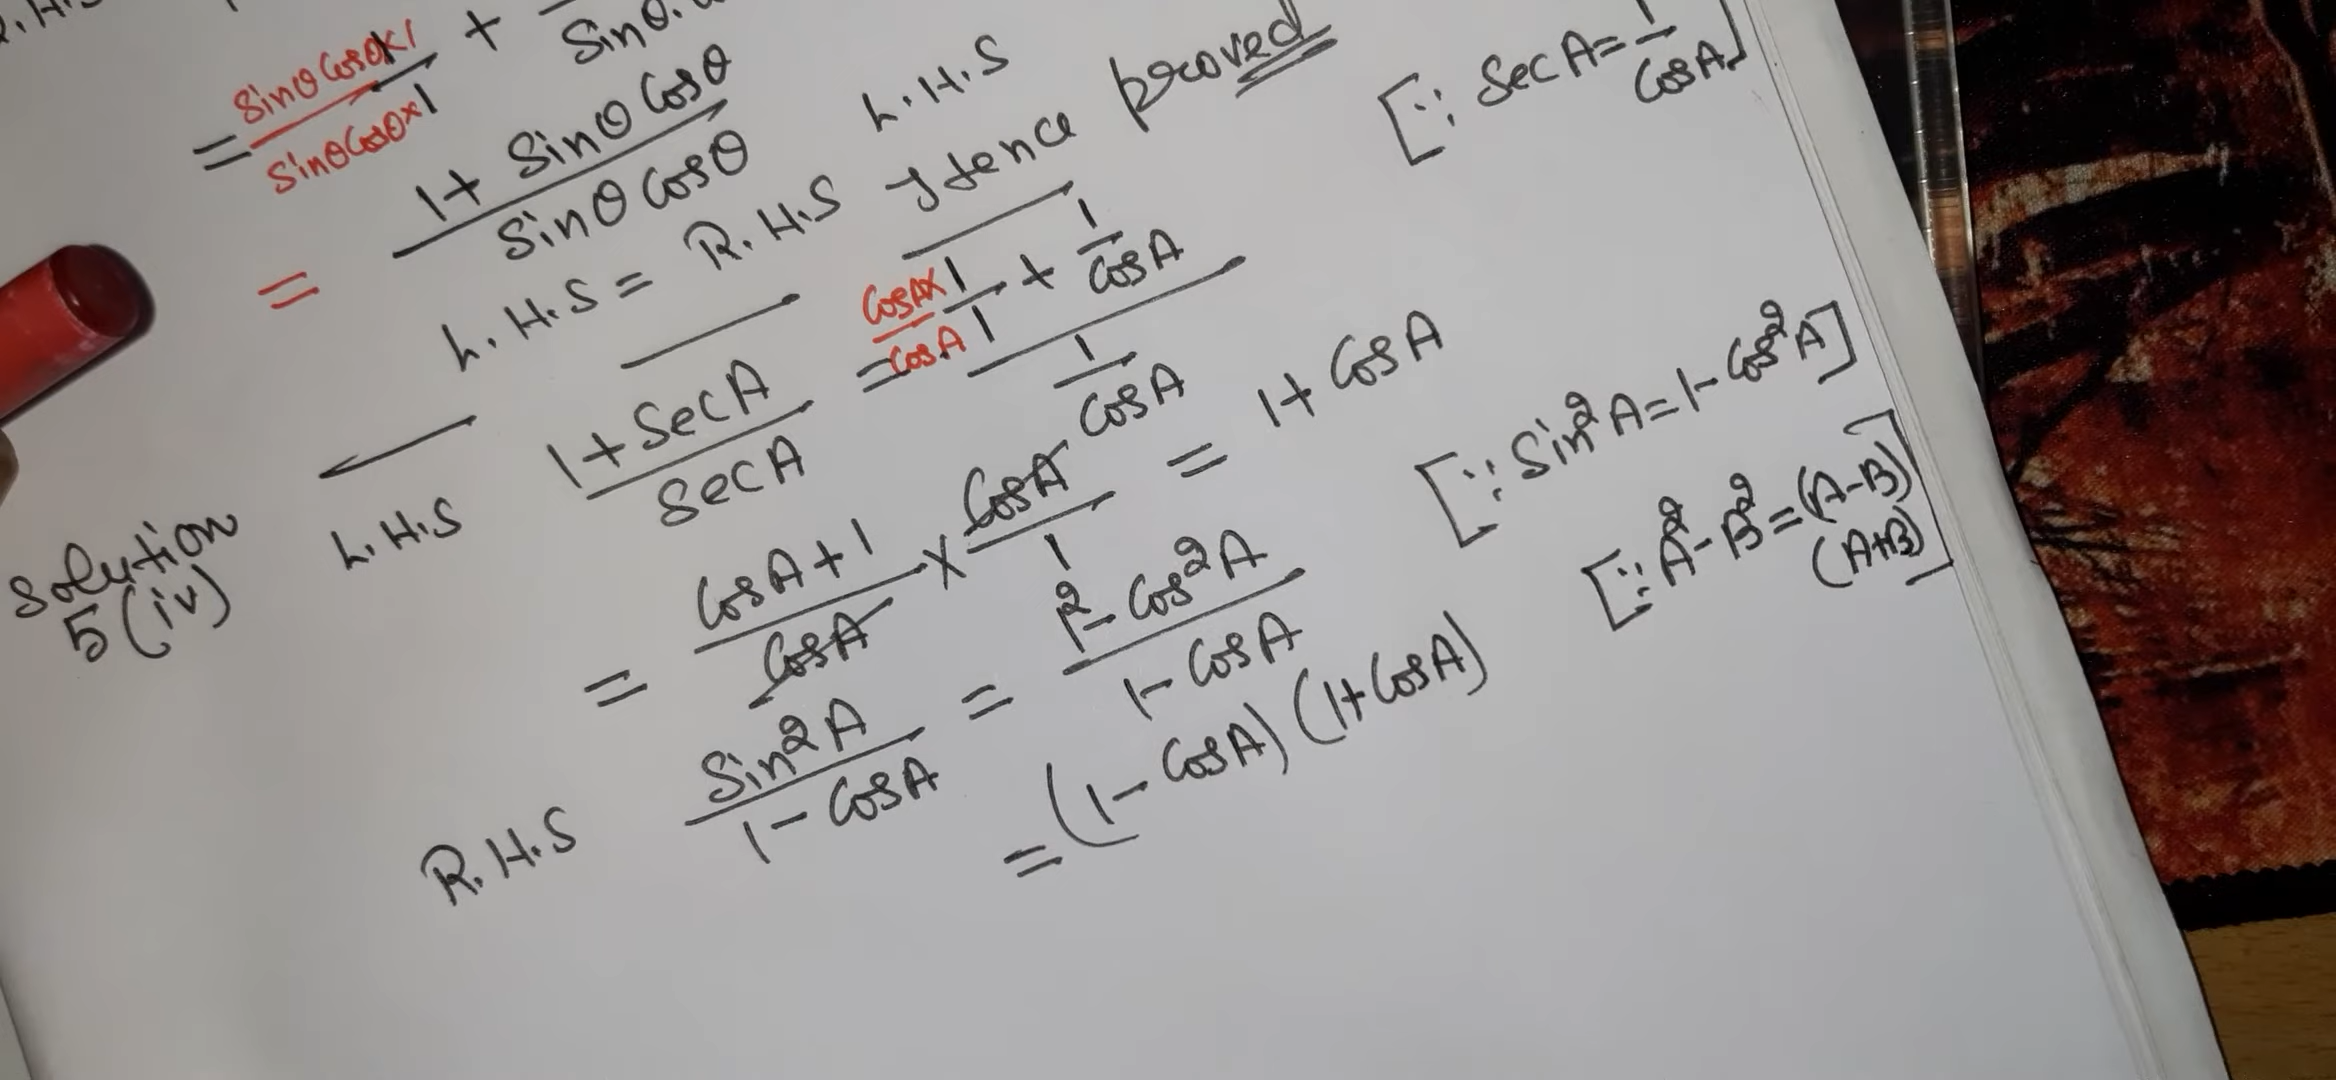 = sinθ cosθ×1 / sinθ cosθ×1 + / sinθ.
= 1+ sinθ cosθ / sinθ cosθ L.H.S
L.H.S = R.H.S Hence proved
Solution 5(iv) L.H.S 1+SecA / SecA = cosA×1 / cosA 1 + 1 / cosA / 1 / cosA [∵ SecA = 1 / cosA]
= cosA+1 / cosA × cosA / 1 = 1+ cosA
R.H.S Sin²A / 1-cosA = 1²-cos²A / 1-cosA [∵ Sin²A = 1-cos²A]
= (1-cosA) (1+cosA) [∵ A²-B² = (A-B) (A+B)]